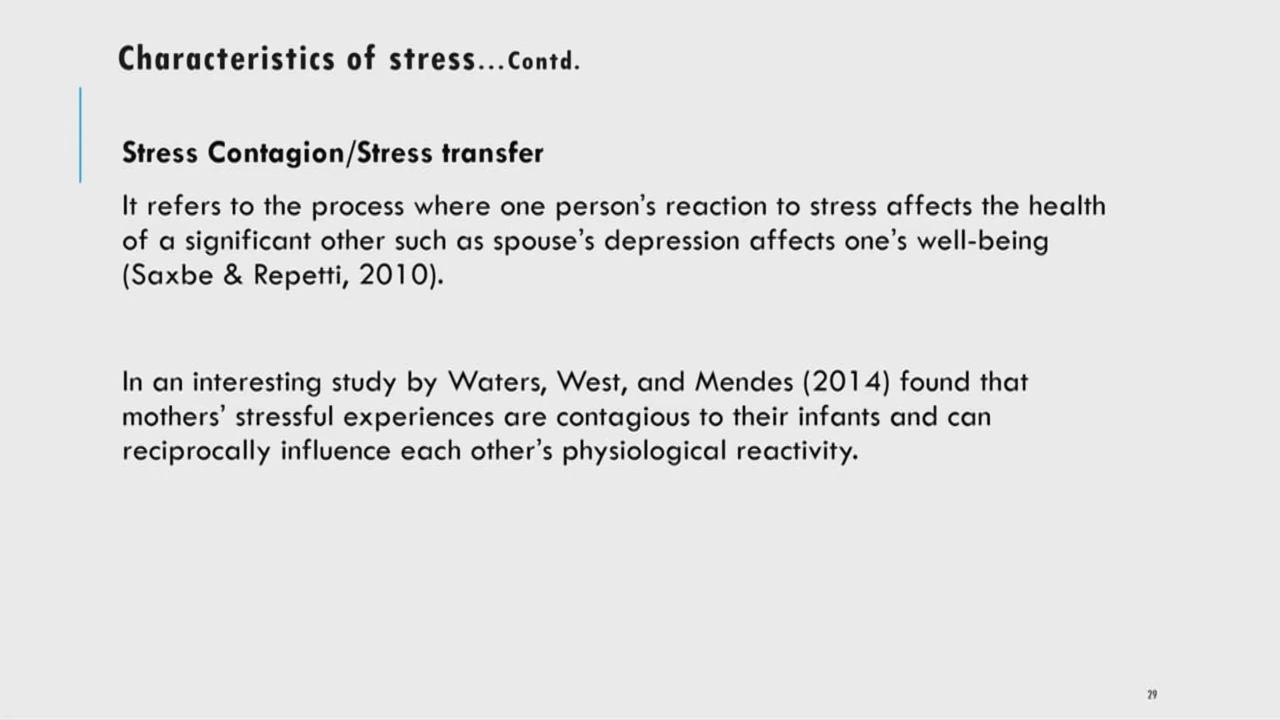 Characteristics of stress...Contd.
Stress Contagion/Stress transfer
It refers to the process where one person's reaction to stress affects the health
of a significant other such as spouse's depression affects one's well-being
(Saxbe & Repetti, 2010).
In an interesting study by Waters, West, and Mendes (2014) found that
mothers' stressful experiences are contagious to their infants and can
reciprocally influence each other's physiological reactivity.
29